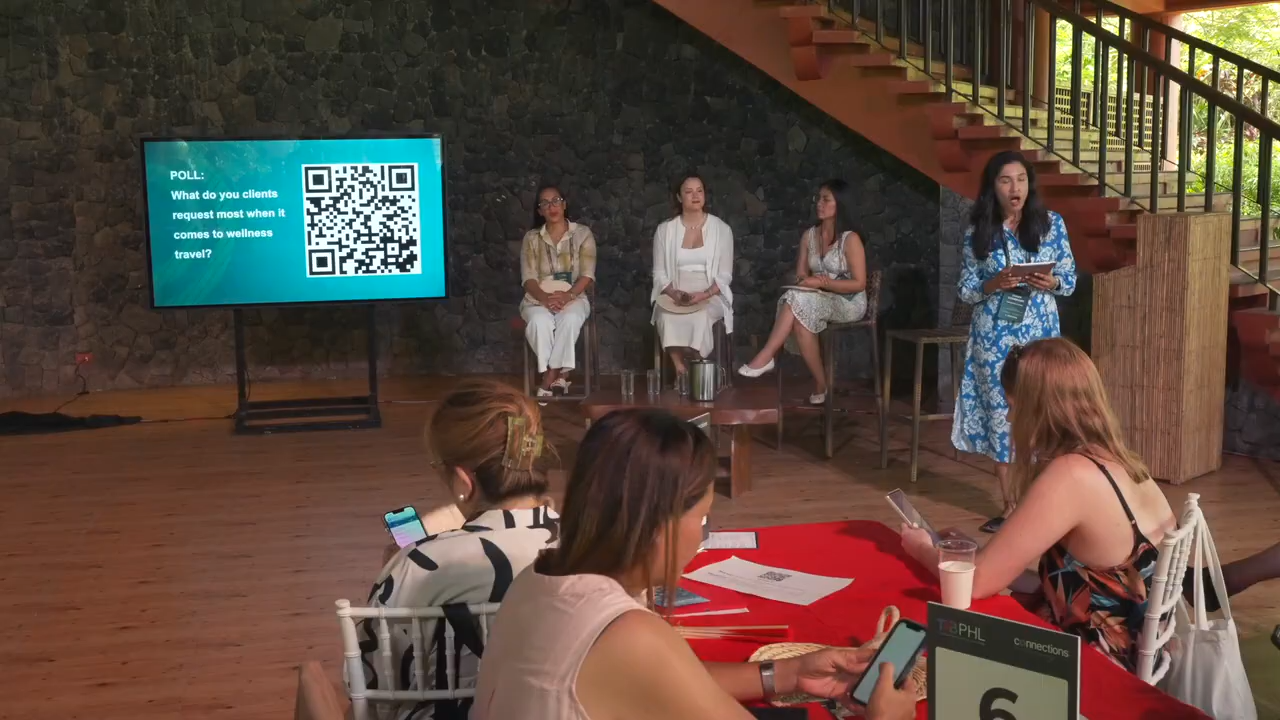 POLL:
What do you clients
request most when it
comes to wellness
travel?
PHL
connections
6